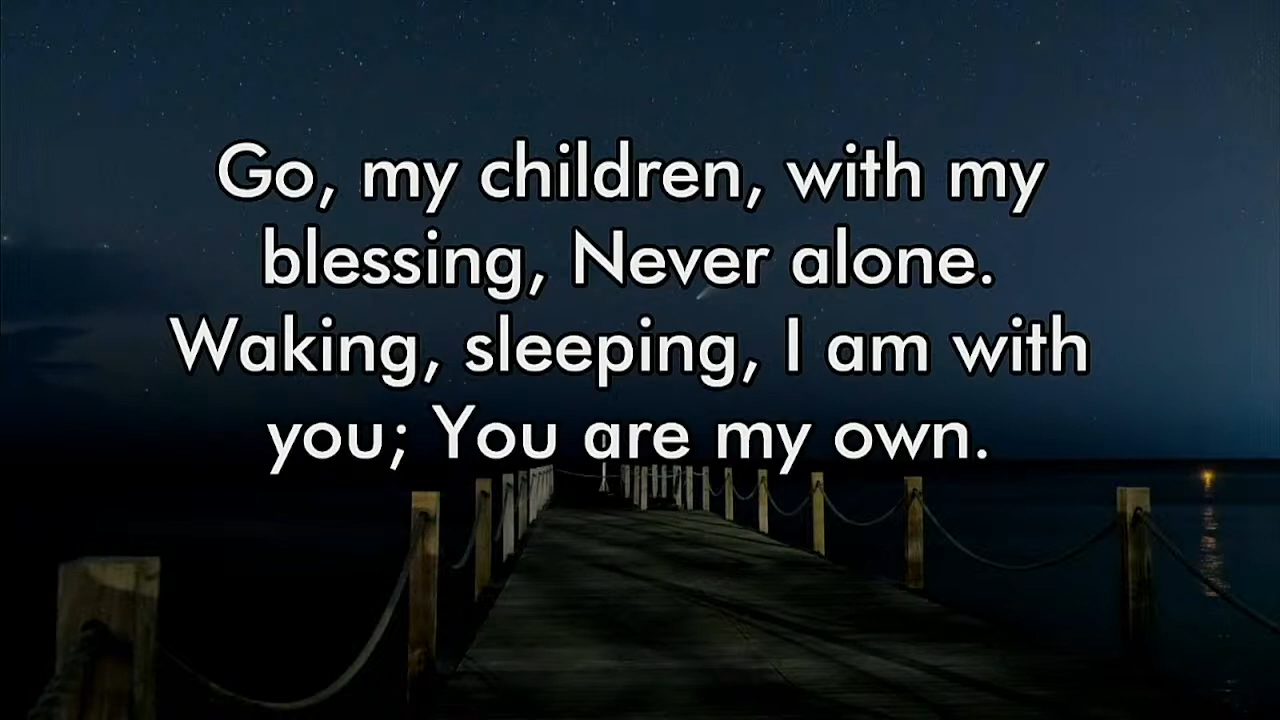 Go, my children, with my
blessing, Never alone.
Waking, sleeping, I am with
you; You are my own.